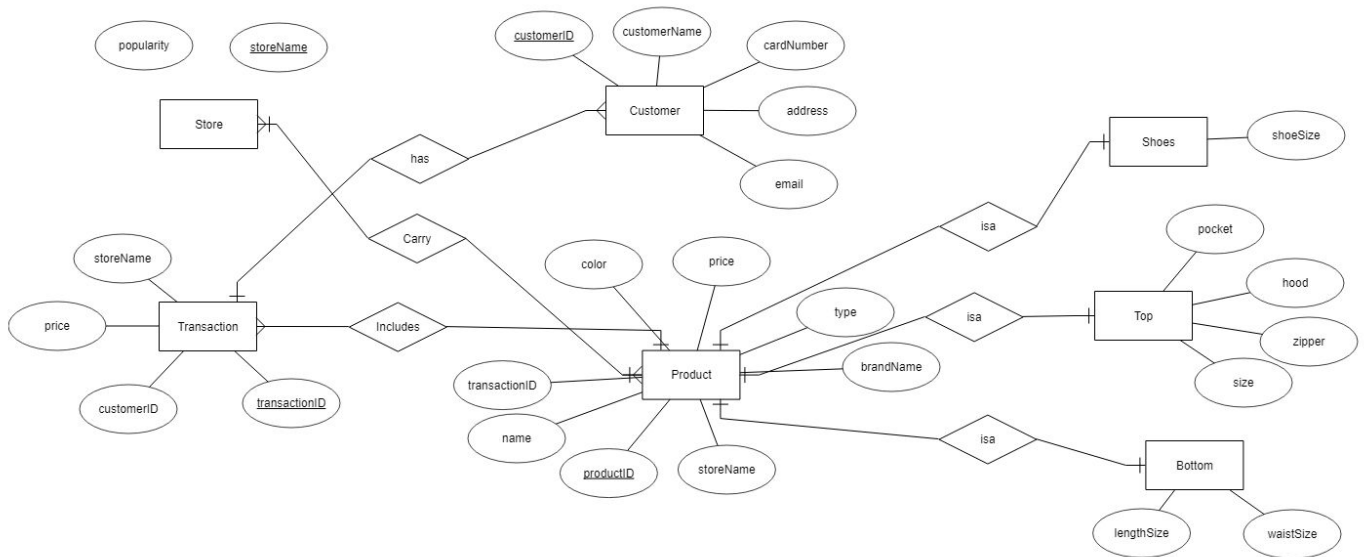 popularity
storeName
customerID
customerName
cardNumber
Store
Customer
address
email
has
Shoes
shoeSize
Carry
isa
storeName
color
price
pocket
hood
price
Transaction
Includes
type
isa
Top
zipper
size
customerID
transactionID
transactionID
Product
brandName
name
productID
storeName
isa
Bottom
lengthSize
waistSize